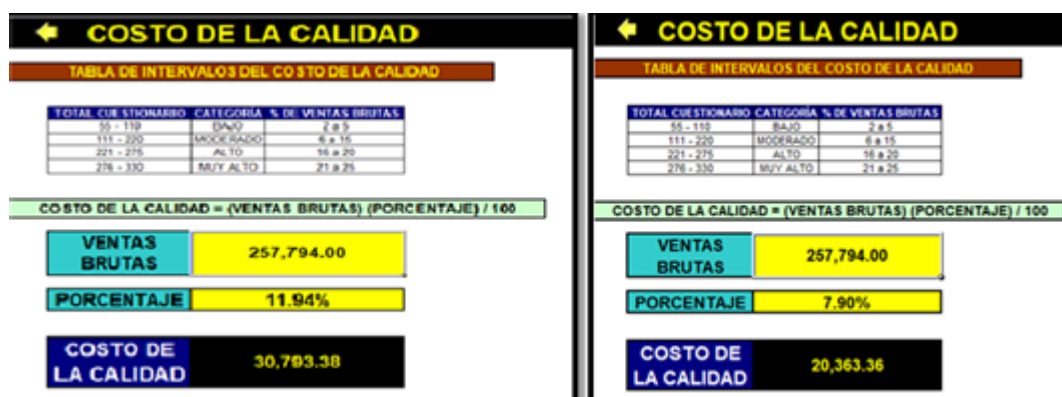 COSTO DE LA CALIDAD
TABLA DE INTERVALOS DEL COSTO DE LA CALIDAD
TOTAL CUESTIONARIO CATEGORÍA % DE VENTAS BRUTAS
55 - 110 BAJO 2 a 5
111 - 220 MODERADO 6 a 15
221 - 275 ALTO 16 a 20
276 - 330 MUY ALTO 21 a 25
COSTO DE LA CALIDAD = (VENTAS BRUTAS) (PORCENTAJE) / 100
VENTAS
BRUTAS
257,794.00
PORCENTAJE 11.94%
COSTO DE
LA CALIDAD
30,793.38
COSTO DE LA CALIDAD
TABLA DE INTERVALOS DEL COSTO DE LA CALIDAD
TOTAL CUESTIONARIO CATEGORÍA % DE VENTAS BRUTAS
55 - 110 BAJO 2 a 5
111 - 220 MODERADO 6 a 15
221 - 275 ALTO 16 a 20
276 - 330 MUY ALTO 21 a 25
COSTO DE LA CALIDAD = (VENTAS BRUTAS) (PORCENTAJE) / 100
VENTAS
BRUTAS
257,794.00
PORCENTAJE 7.90%
COSTO DE
LA CALIDAD
20,363.36